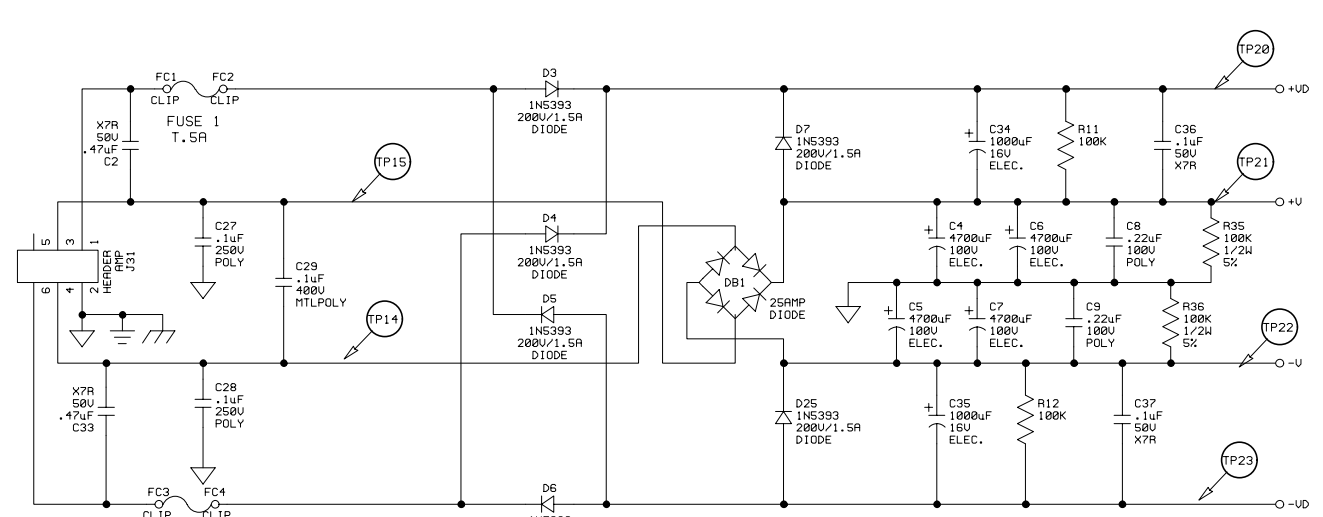 TP20
D3
1N5393
200V/1.5A
DIODE
FC1
FC2
CLIP
CLIP
FUSE 1
T.5A
+VD
X7R
50V
.47uF
C2
D7
1N5393
200V/1.5A
DIODE
C34
1000uF
16V
ELEC.
R11
100K
C36
.1uF
50V
X7R
TP15
TP21
+V
C27
.1uF
250V
POLY
D4
1N5393
200V/1.5A
DIODE
C4
4700uF
100V
ELEC.
C6
4700uF
100V
ELEC.
C8
.22uF
100V
POLY
R35
100K
1/2W
5%
5
3
1
HEADER
AMP
J31
6
4
2
C29
.1uF
400V
MTLPOLY
DB1
25AMP
DIODE
D5
1N5393
200V/1.5A
DIODE
C5
4700uF
100V
ELEC.
C7
4700uF
100V
ELEC.
C9
.22uF
100V
POLY
R36
100K
1/2W
5%
TP14
TP22
-V
X7R
50V
.47uF
C33
C28
.1uF
250V
POLY
D25
1N5393
200V/1.5A
DIODE
C35
1000uF
16V
ELEC.
R12
100K
C37
.1uF
50V
X7R
TP23
FC3
FC4
D6
-VD